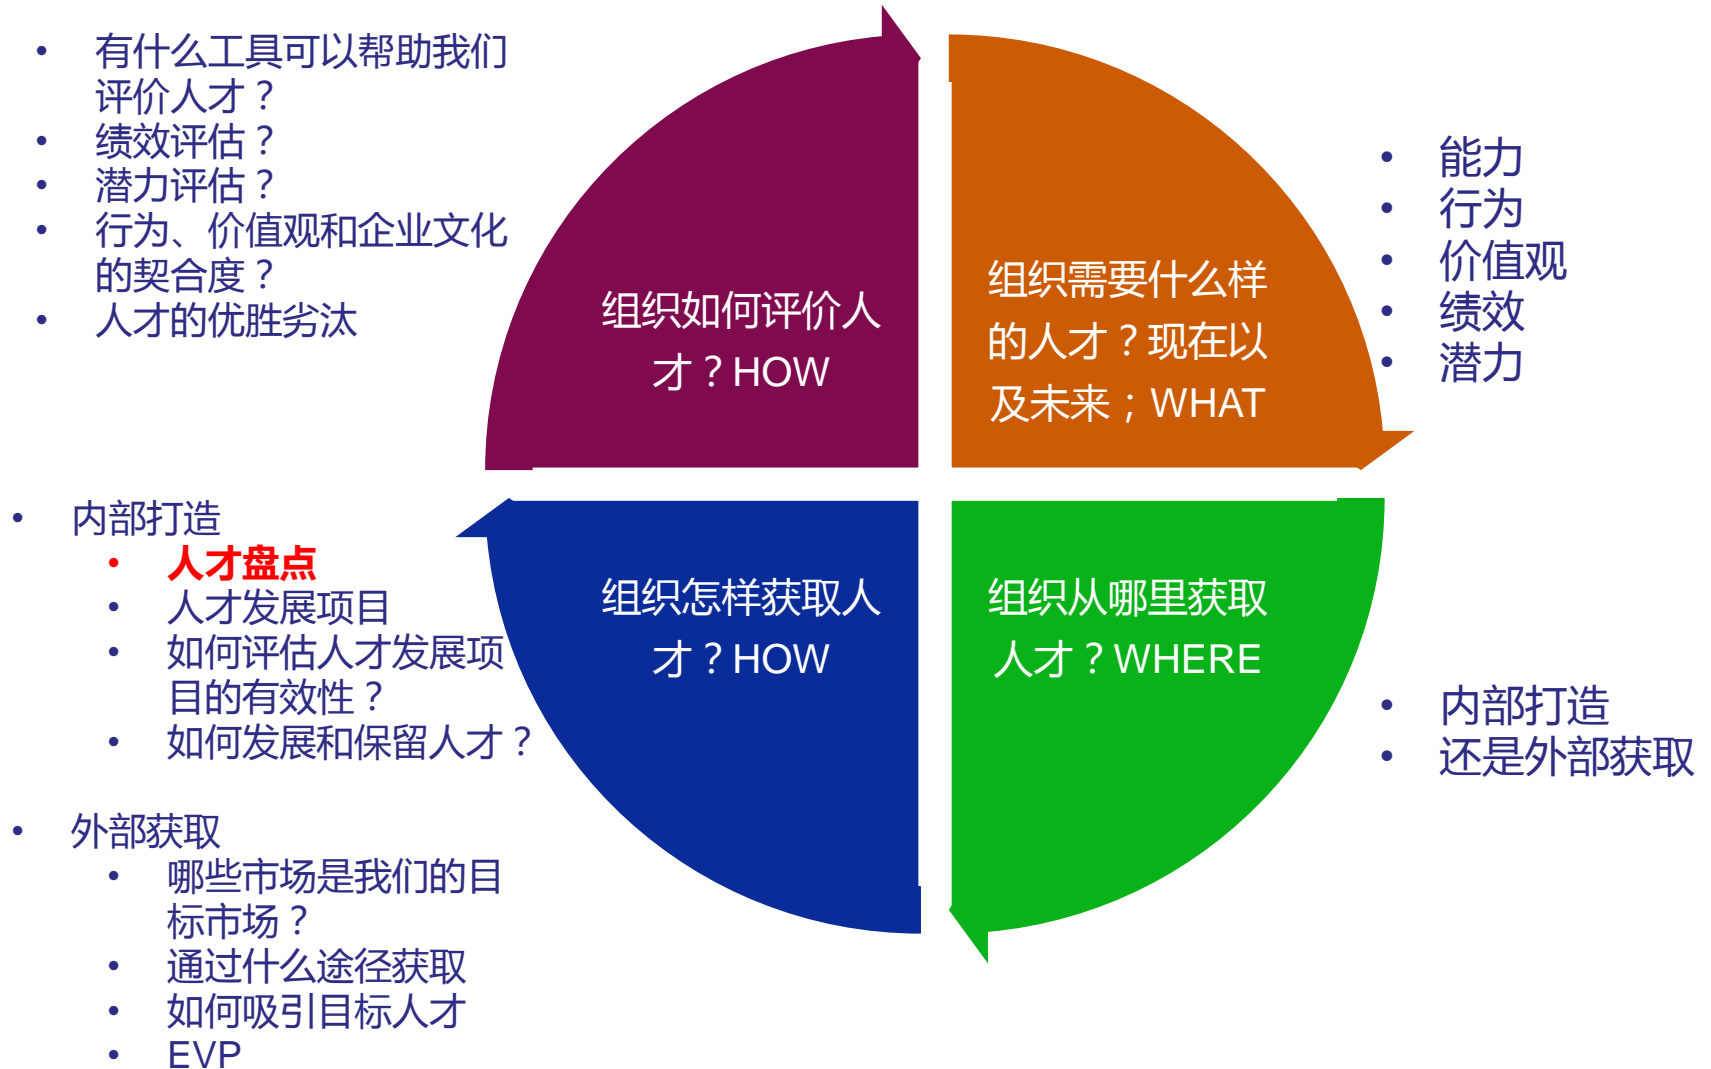 • 有什么工具可以帮助我们
评价人才？
• 绩效评估？
• 潜力评估？
• 行为、价值观和企业文化
的契合度？
• 人才的优胜劣汰
组织如何评价人
才？HOW
组织需要什么样
的人才？现在以
及未来；WHAT
• 能力
• 行为
• 价值观
• 绩效
• 潜力
• 内部打造
• 人才盘点
• 人才发展项目
• 如何评估人才发展项
目的有效性？
• 如何发展和保留人才？
• 外部获取
• 哪些市场是我们的目
标市场？
• 通过什么途径获取
• 如何吸引目标人才
• EVP
组织怎样获取人
才？HOW
组织从哪里获取
人才？WHERE
• 内部打造
• 还是外部获取